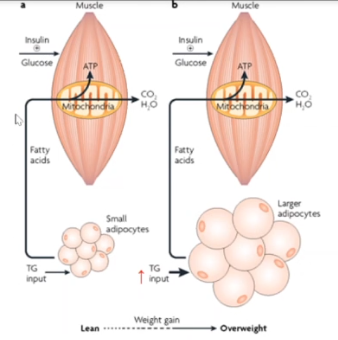 a
Muscle
Insulin
⊕
Glucose
ATP
Mitochondria
CO₂
H₂O
Fatty
acids
Small
adipocytes
TG
input
b
Muscle
Insulin
⊕
Glucose
ATP
Mitochondria
CO₂
H₂O
Fatty
acids
Larger
adipocytes
↑ TG
input
Weight gain
Lean
Overweight